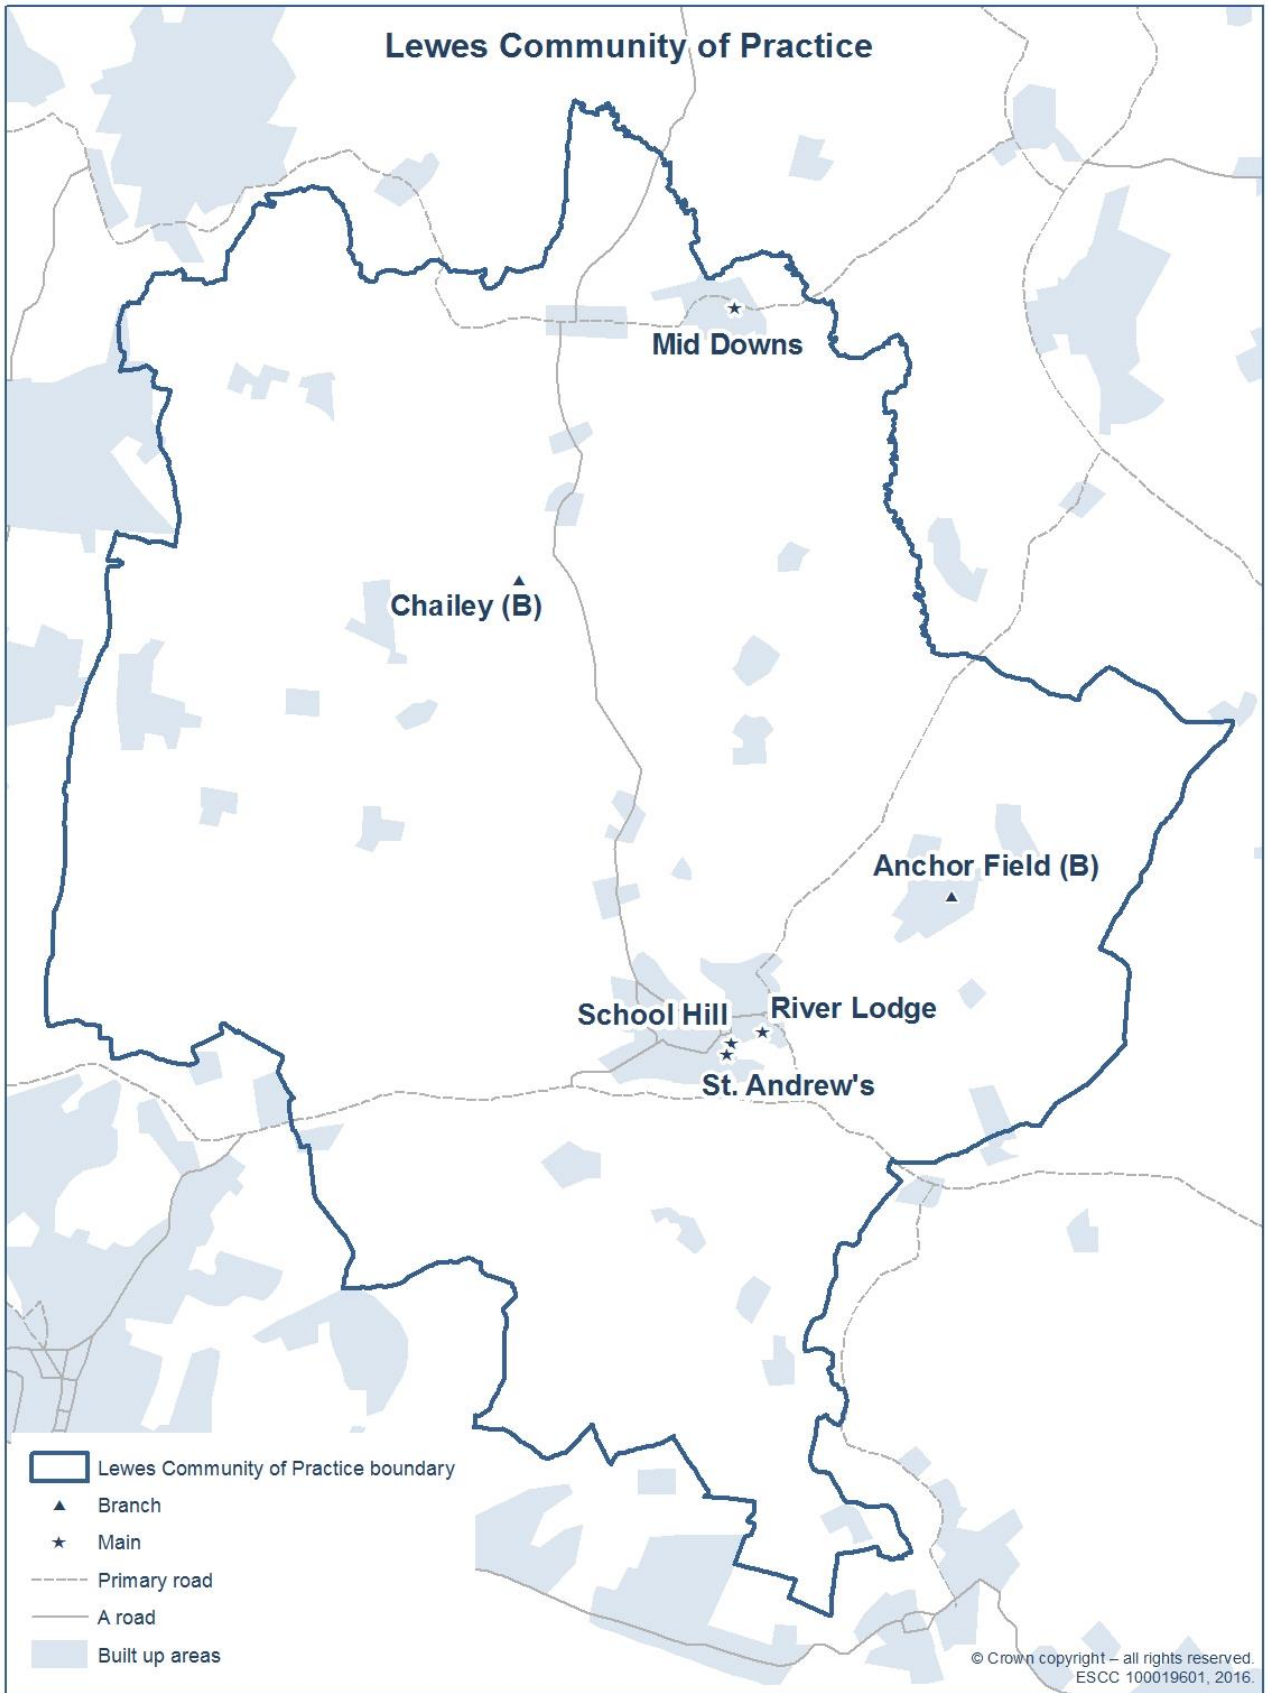 Lewes Community of Practice
Mid Downs
Chailey (B)
Anchor Field (B)
School Hill
River Lodge
St. Andrew's
Lewes Community of Practice boundary
Branch
Main
Primary road
A road
Built up areas
© Crown copyright – all rights reserved.
ESCC 100019601, 2016.